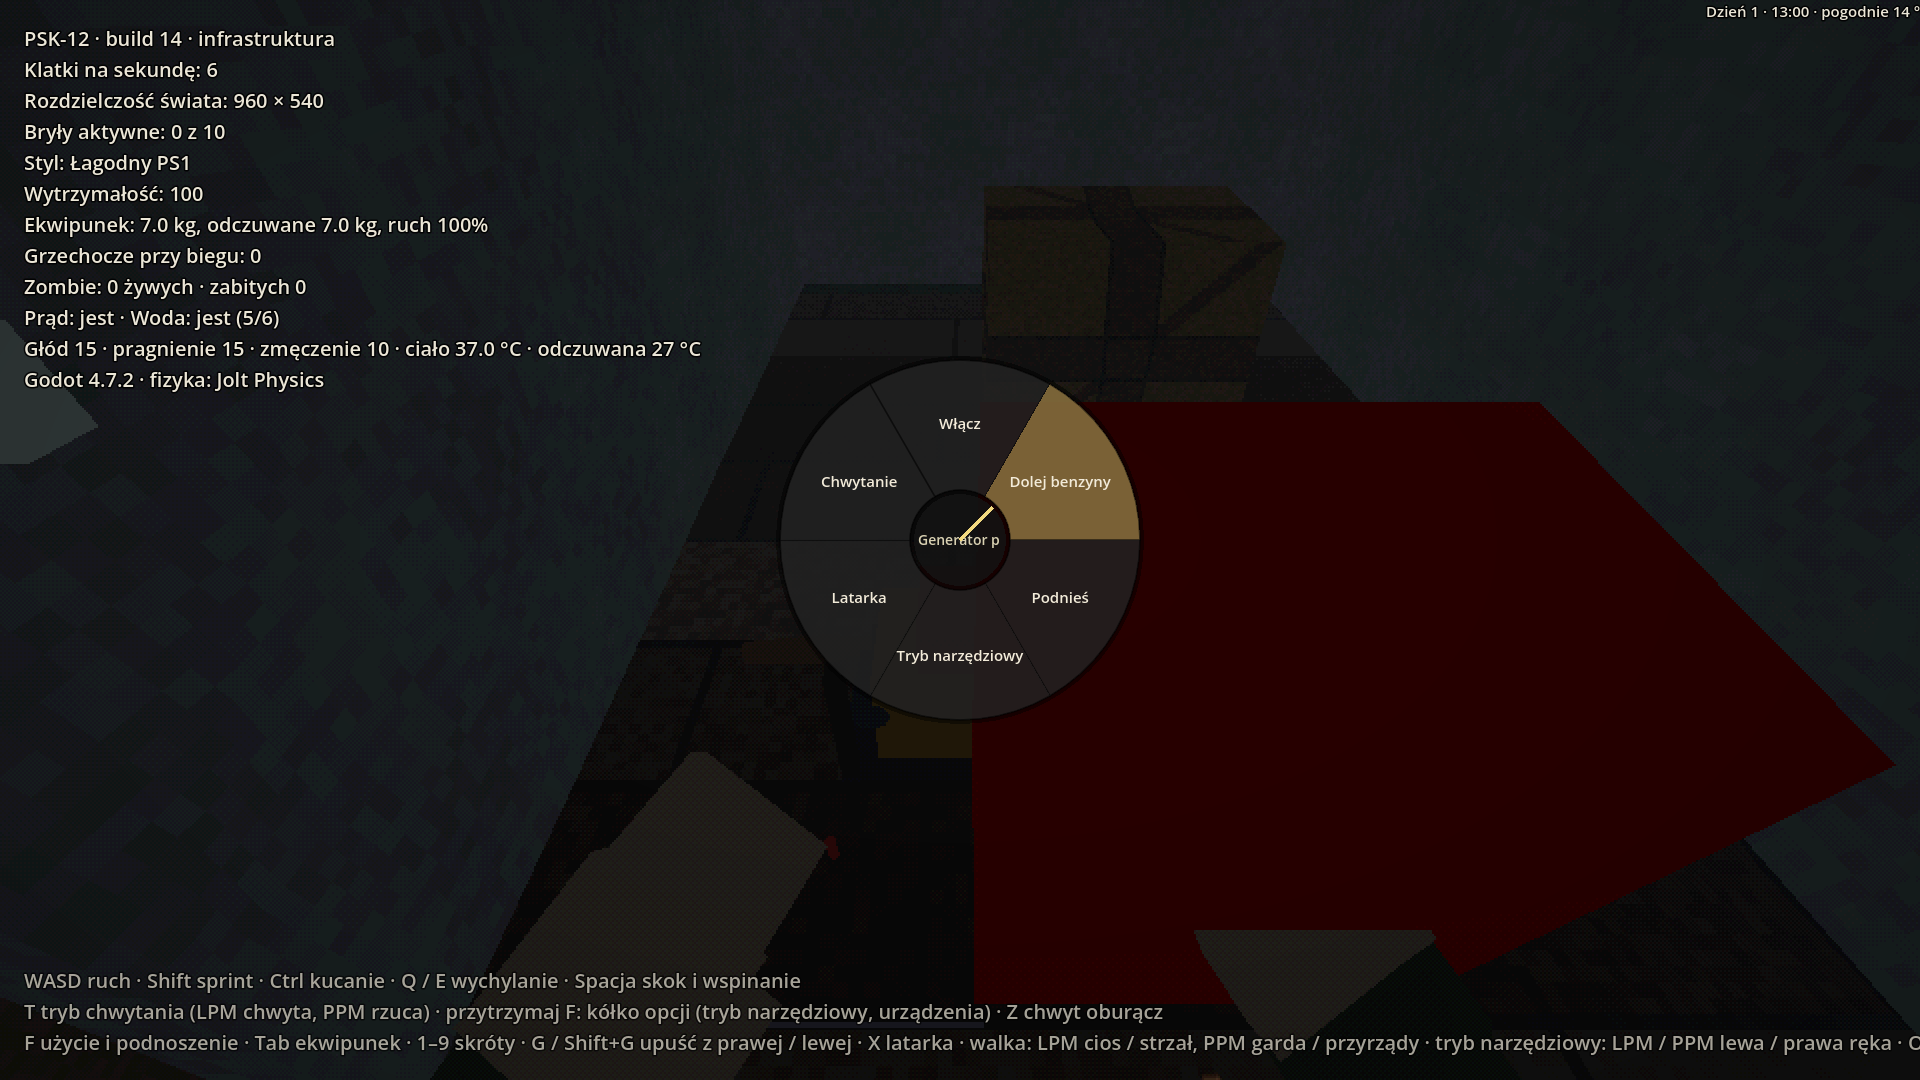 Dzień 1 · 13:00 · pogodnie 14 °
PSK-12 · build 14 · infrastruktura
Klatki na sekundę: 6
Rozdzielczość świata: 960 × 540
Bryły aktywne: 0 z 10
Styl: Łagodny PS1
Wytrzymałość: 100
Ekwipunek: 7.0 kg, odczuwane 7.0 kg, ruch 100%
Grzechocze przy biegu: 0
Zombie: 0 żywych · zabitych 0
Prąd: jest · Woda: jest (5/6)
Głód 15 · pragnienie 15 · zmęczenie 10 · ciało 37.0 °C · odczuwana 27 °C
Godot 4.7.2 · fizyka: Jolt Physics
Włącz
Chwytanie
Dolej benzyny
Generator p
Latarka
Podnieś
Tryb narzędziowy
WASD ruch · Shift sprint · Ctrl kucanie · Q / E wychylanie · Spacja skok i wspinanie
T tryb chwytania (LPM chwyta, PPM rzuca) · przytrzymaj F: kółko opcji (tryb narzędziowy, urządzenia) · Z chwyt oburącz
F użycie i podnoszenie · Tab ekwipunek · 1–9 skróty · G / Shift+G upuść z prawej / lewej · X latarka · walka: LPM cios / strzał, PPM garda / przyrządy · tryb narzędziowy: LPM / PPM lewa / prawa ręka ·